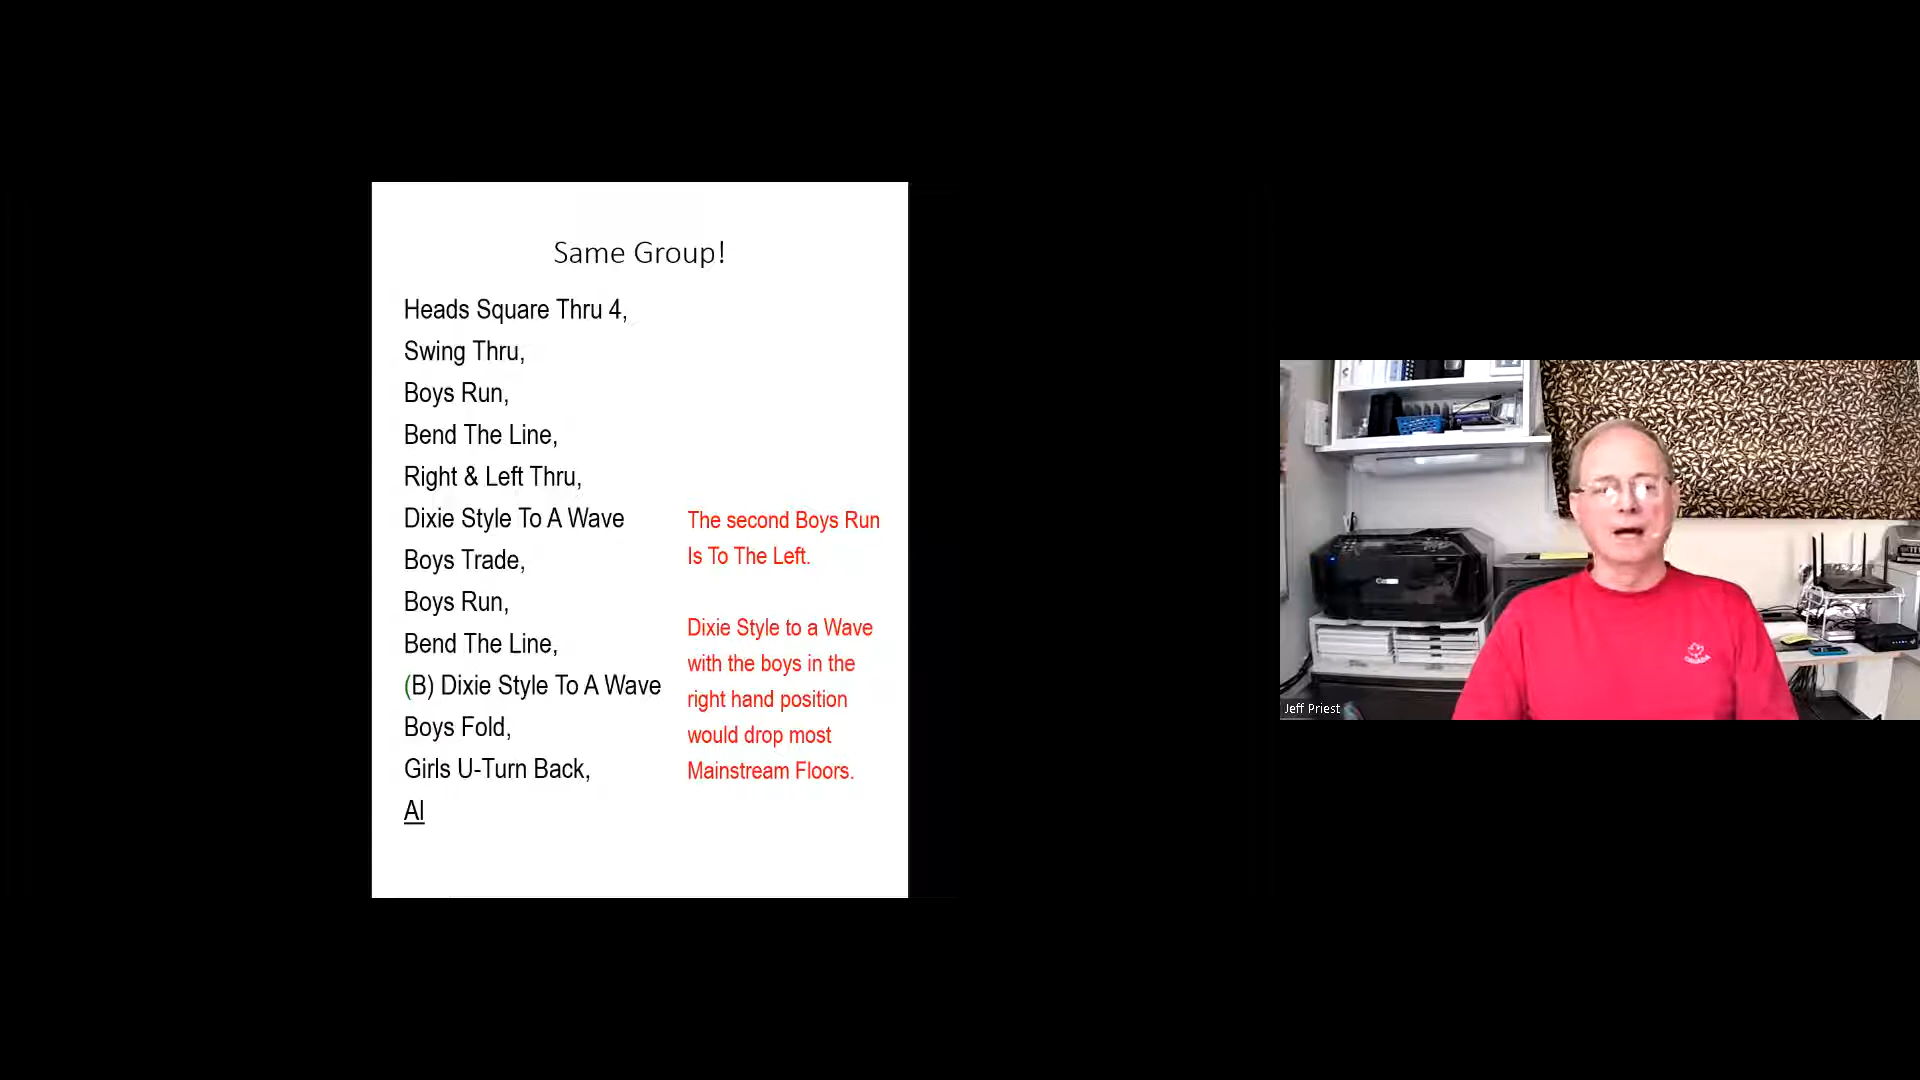 Same Group!
Heads Square Thru 4,
Swing Thru,
Boys Run,
Bend The Line,
Right & Left Thru,
Dixie Style To A Wave
Boys Trade,
Boys Run,
Bend The Line,
(B) Dixie Style To A Wave
Boys Fold,
Girls U-Turn Back,
Al
The second Boys Run
Is To The Left.
Dixie Style to a Wave
with the boys in the
right hand position
would drop most
Mainstream Floors.
Canon
CANADA
Jeff Priest